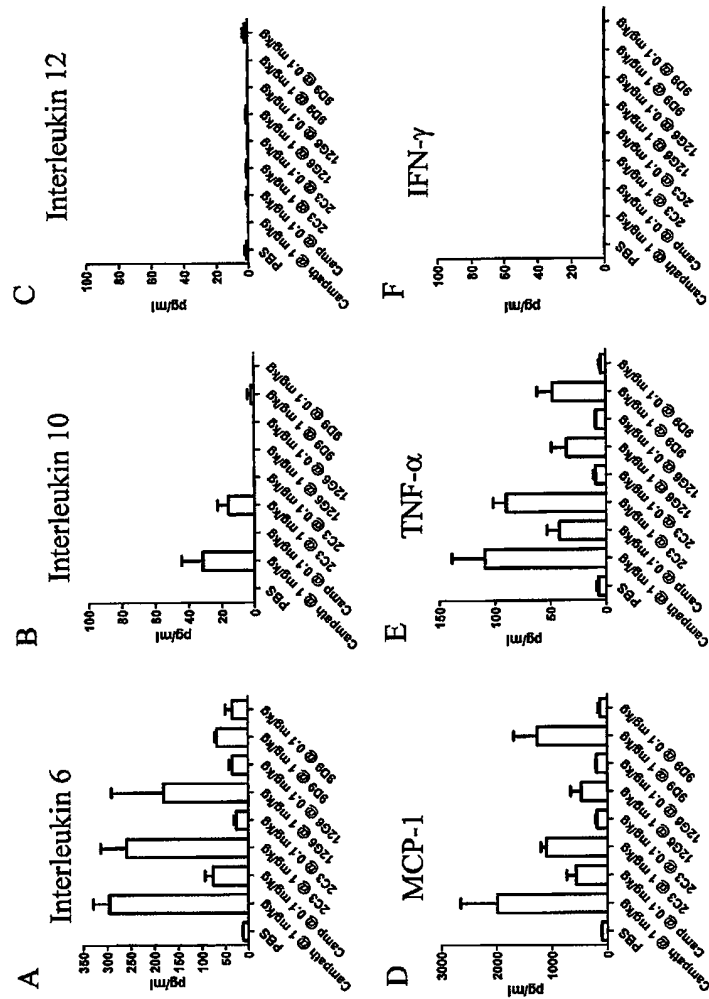 A
Interleukin 6
350
300
250
200
150
100
50
0
pg/ml
PBS
Campath @ 1 mg/kg
Camp @ 0.1 mg/kg
2C3 @ 1 mg/kg
2C3 @ 0.1 mg/kg
12G6 @ 1 mg/kg
12G6 @ 0.1 mg/kg
9D9 @ 1 mg/kg
9D9 @ 0.1 mg/kg
B
Interleukin 10
100
80
60
40
20
0
pg/ml
PBS
Campath @ 1 mg/kg
Camp @ 0.1 mg/kg
2C3 @ 1 mg/kg
2C3 @ 0.1 mg/kg
12G6 @ 1 mg/kg
12G6 @ 0.1 mg/kg
9D9 @ 1 mg/kg
9D9 @ 0.1 mg/kg
C
Interleukin 12
100
80
60
40
20
0
pg/ml
PBS
Campath @ 1 mg/kg
Camp @ 0.1 mg/kg
2C3 @ 1 mg/kg
2C3 @ 0.1 mg/kg
12G6 @ 1 mg/kg
12G6 @ 0.1 mg/kg
9D9 @ 1 mg/kg
9D9 @ 0.1 mg/kg
D
MCP-1
3000
2000
1000
0
pg/ml
PBS
Campath @ 1 mg/kg
Camp @ 0.1 mg/kg
2C3 @ 1 mg/kg
2C3 @ 0.1 mg/kg
12G6 @ 1 mg/kg
12G6 @ 0.1 mg/kg
9D9 @ 1 mg/kg
9D9 @ 0.1 mg/kg
E
TNF-α
150
100
50
0
pg/ml
PBS
Campath @ 1 mg/kg
Camp @ 0.1 mg/kg
2C3 @ 1 mg/kg
2C3 @ 0.1 mg/kg
12G6 @ 1 mg/kg
12G6 @ 0.1 mg/kg
9D9 @ 1 mg/kg
9D9 @ 0.1 mg/kg
F
IFN-γ
100
80
60
40
20
0
pg/ml
PBS
Campath @ 1 mg/kg
Camp @ 0.1 mg/kg
2C3 @ 1 mg/kg
2C3 @ 0.1 mg/kg
12G6 @ 1 mg/kg
12G6 @ 0.1 mg/kg
9D9 @ 1 mg/kg
9D9 @ 0.1 mg/kg